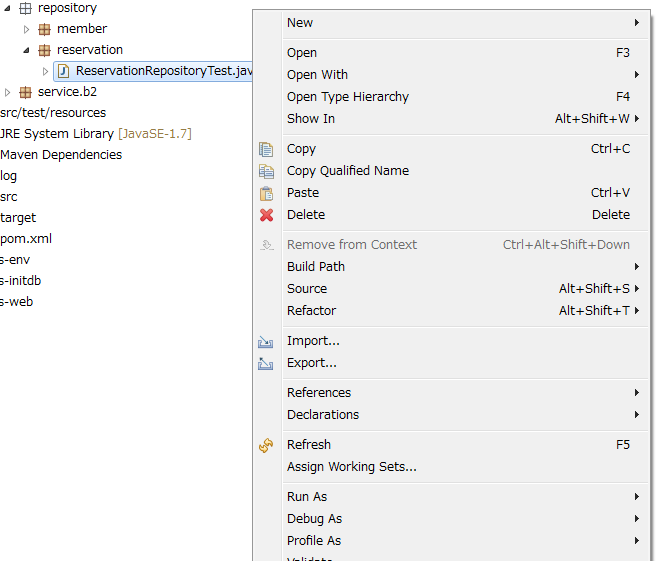 repository
member
reservation
ReservationRepositoryTest.jav
service.b2
src/test/resources
JRE System Library [JavaSE-1.7]
Maven Dependencies
log
src
target
pom.xml
s-env
s-initdb
s-web
New
Open F3
Open With
Open Type Hierarchy F4
Show In Alt+Shift+W
Copy Ctrl+C
Copy Qualified Name
Paste Ctrl+V
Delete Delete
Remove from Context Ctrl+Alt+Shift+Down
Build Path
Source Alt+Shift+S
Refactor Alt+Shift+T
Import...
Export...
References
Declarations
Refresh F5
Assign Working Sets...
Run As
Debug As
Profile As
Validate